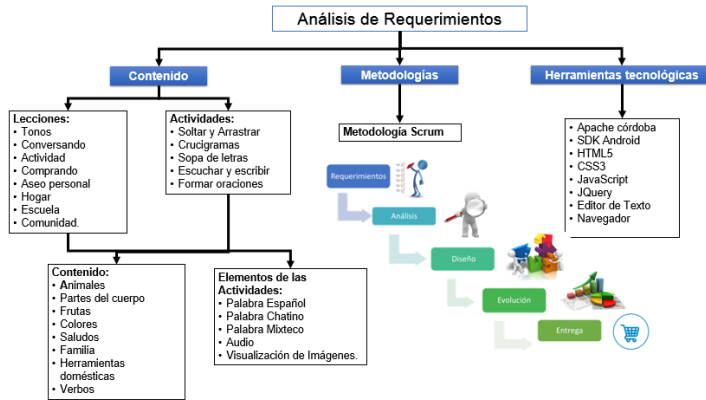 Análisis de Requerimientos
Contenido
Metodologías
Herramientas tecnológicas
Lecciones:
• Tonos
• Conversando
• Actividad
• Comprando
• Aseo personal
• Hogar
• Escuela
• Comunidad.
Actividades:
• Soltar y Arrastrar
• Crucigramas
• Sopa de letras
• Escuchar y escribir
• Formar oraciones
Contenido:
• Animales
• Partes del cuerpo
• Frutas
• Colores
• Saludos
• Familia
• Herramientas
domésticas
• Verbos
Elementos de las
Actividades:
• Palabra Español
• Palabra Chatino
• Palabra Mixteco
• Audio
• Visualización de Imágenes.
Metodología Scrum
Requerimientos
Análisis
Diseño
Evolución
Entrega
• Apache córdoba
• SDK Android
• HTML5
• CSS3
• JavaScript
• JQuery
• Editor de Texto
• Navegador